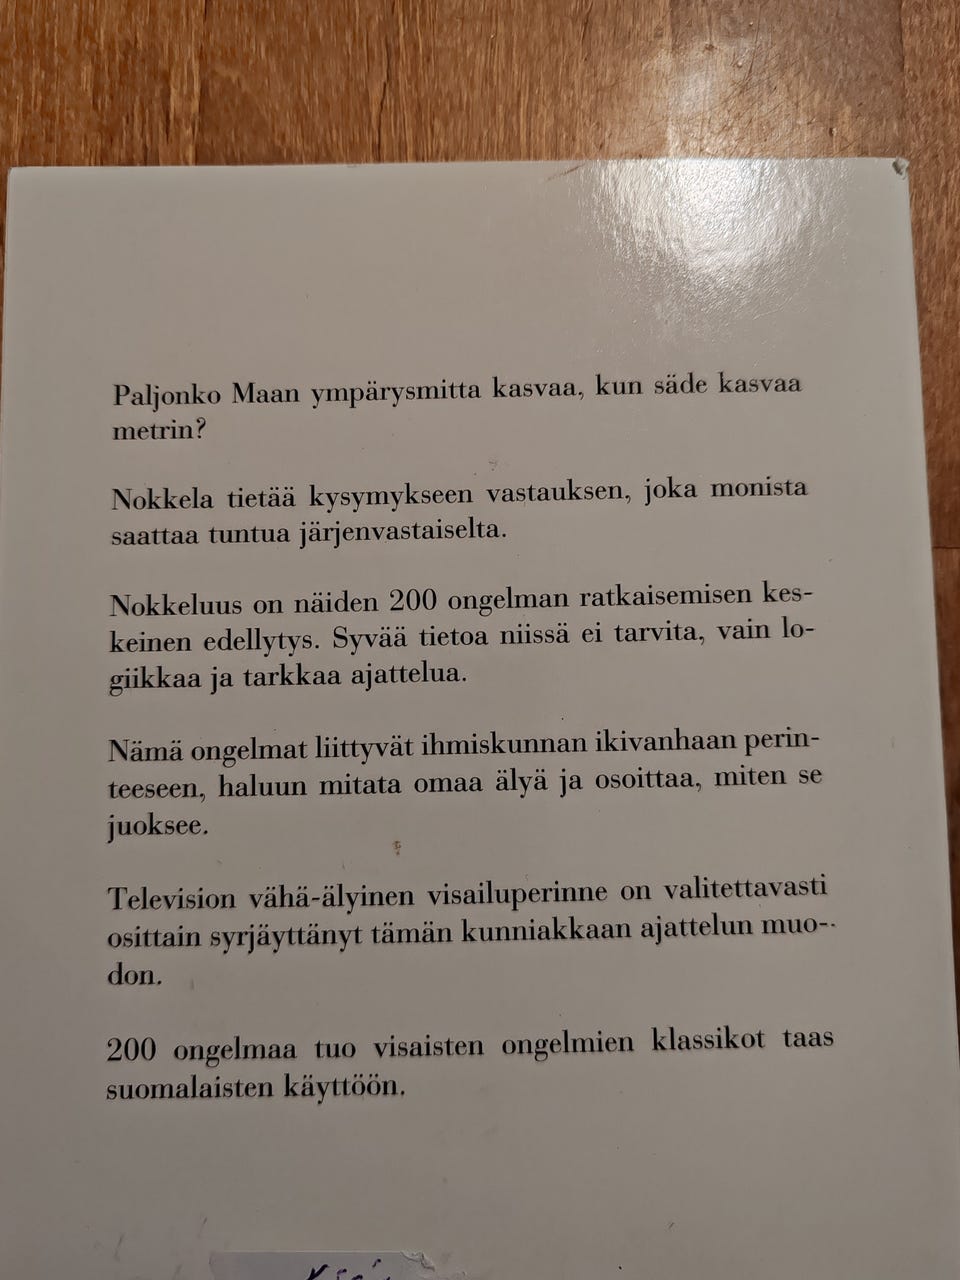 Paljonko Maan ympärysmitta kasvaa, kun säde kasvaa
metrin?
Nokkela tietää kysymykseen vastauksen, joka monista
saattaa tuntua järjenvastaiselta.
Nokkeluus on näiden 200 ongelman ratkaisemisen kes-
keinen edellytys. Syvää tietoa niissä ei tarvita, vain lo-
giikkaa ja tarkkaa ajattelua.
Nämä ongelmat liittyvät ihmiskunnan ikivanhaan perin-
teeseen, haluun mitata omaa älyä ja osoittaa, miten se
juoksee.
Television vähä-älyinen visailuperinne on valitettavasti
osittain syrjäyttänyt tämän kunniakkaan ajattelun muo-
don.
200 ongelmaa tuo visaisten ongelmien klassikot taas
suomalaisten käyttöön.